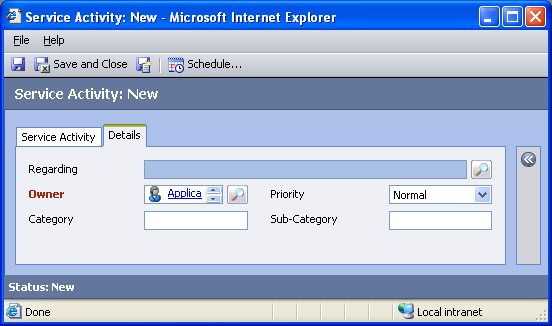 Service Activity: New - Microsoft Internet Explorer
File Help
Save and Close Schedule...
Service Activity: New
Service Activity Details
Regarding
Owner Applica Priority Normal
Category Sub-Category
Status: New
Done Local intranet